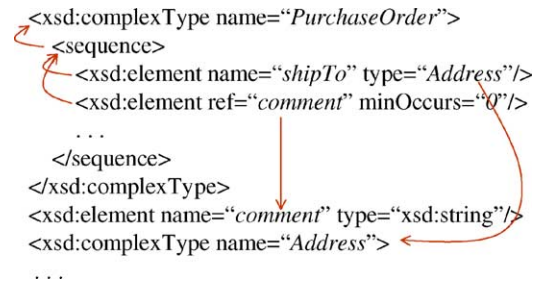 <xsd:complexType name=“PurchaseOrder”>
<sequence>
<xsd:element name=“shipTo” type=“Address”/>
<xsd:element ref=“comment” minOccurs=“0”/>
. . .
</sequence>
</xsd:complexType>
<xsd:element name=“comment” type=“xsd:string”/>
<xsd:complexType name=“Address”>
. . .